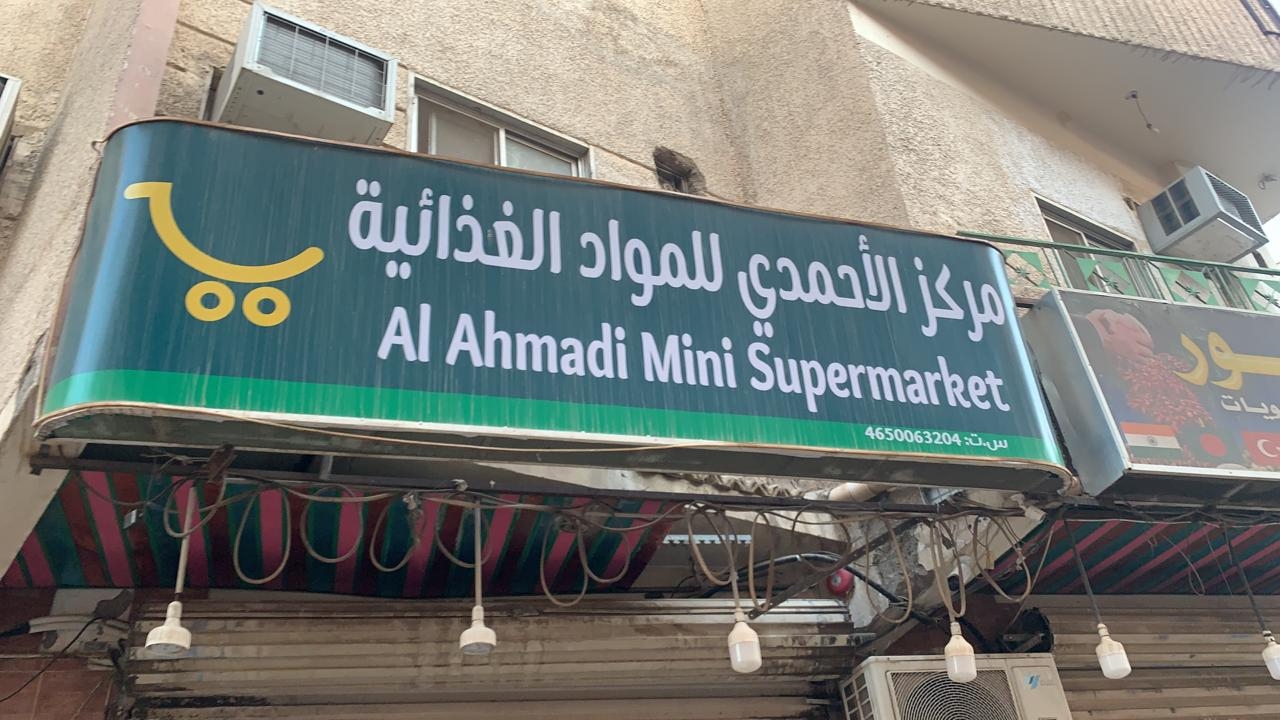 مركز الأحمدي للمواد الغذائية
Al Ahmadi Mini Supermarket
س.ت: 4650063204